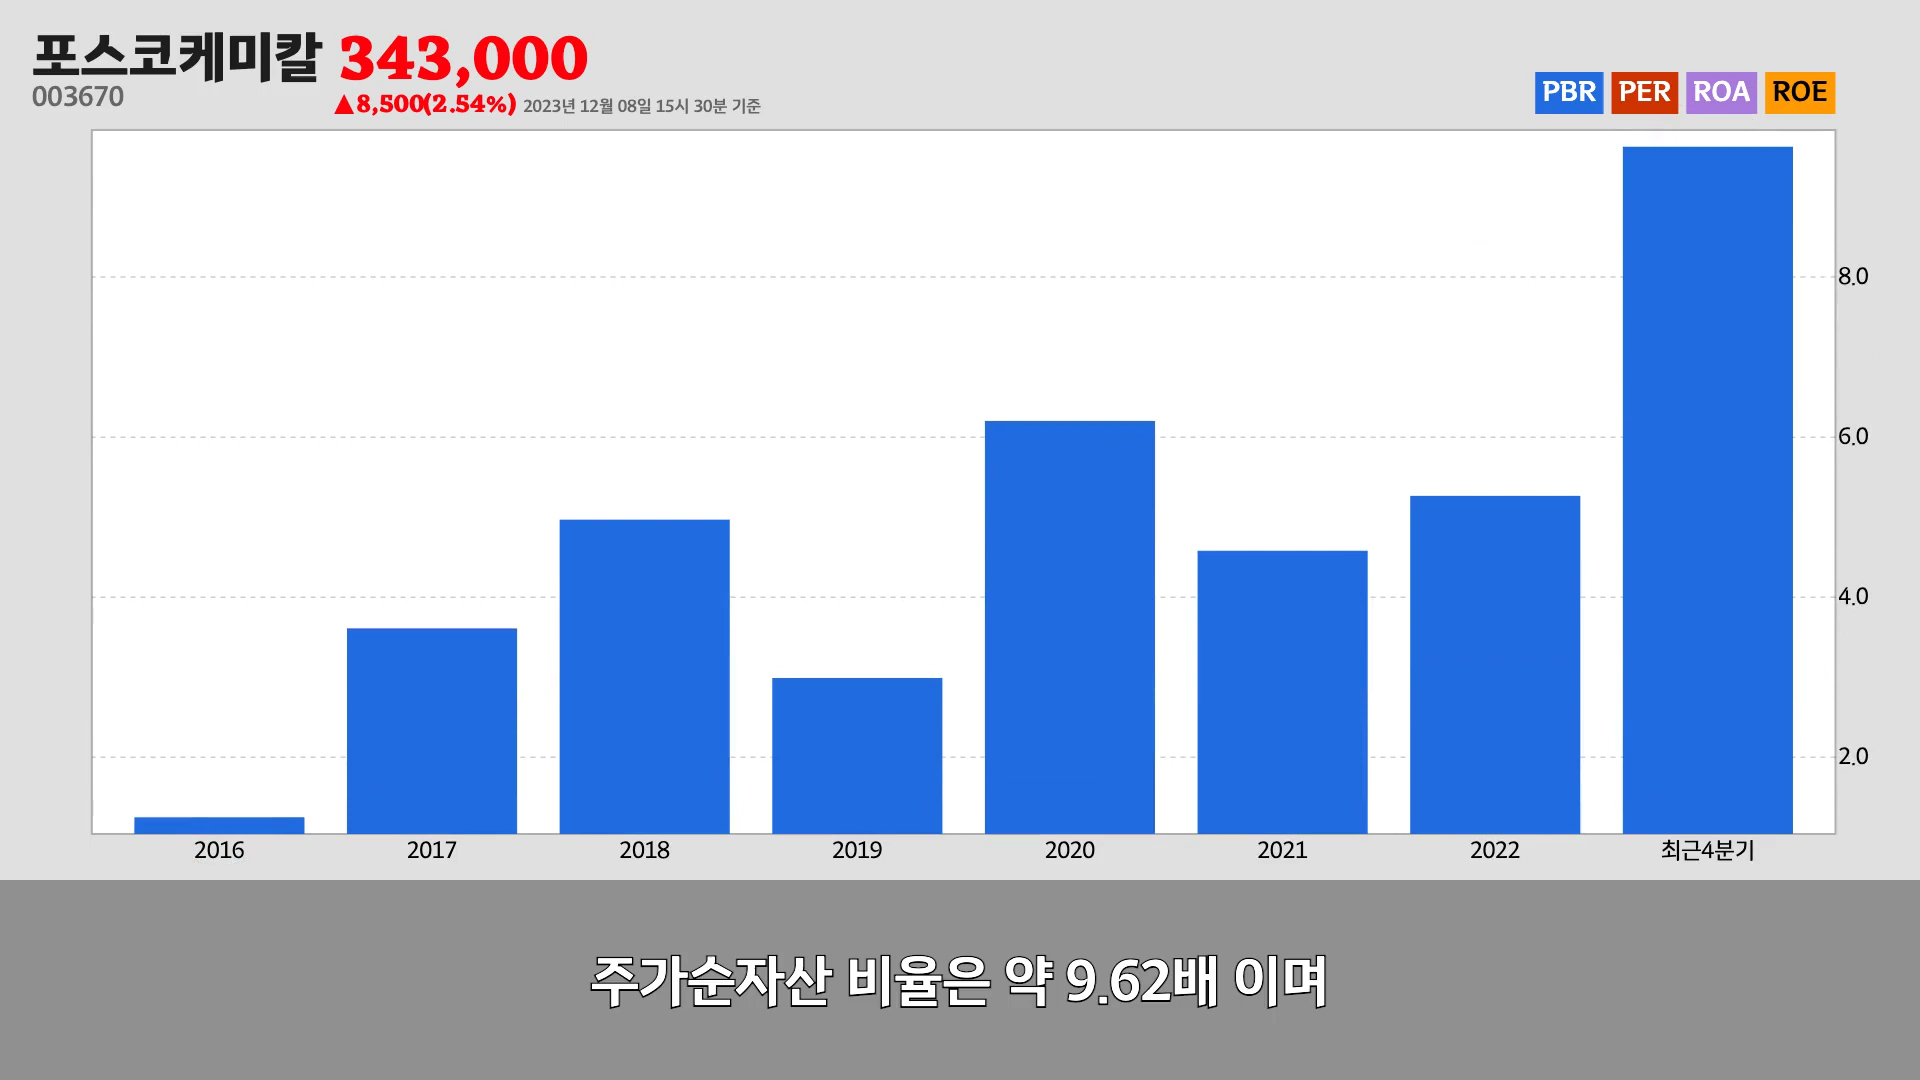 포스코케미칼 343,000
003670
▲8,500(2.54%) 2023년 12월 08일 15시 30분 기준
PBR PER ROA ROE
8.0
6.0
4.0
2.0
2016 2017 2018 2019 2020 2021 2022 최근4분기
주가순자산 비율은 약 9.62배 이며